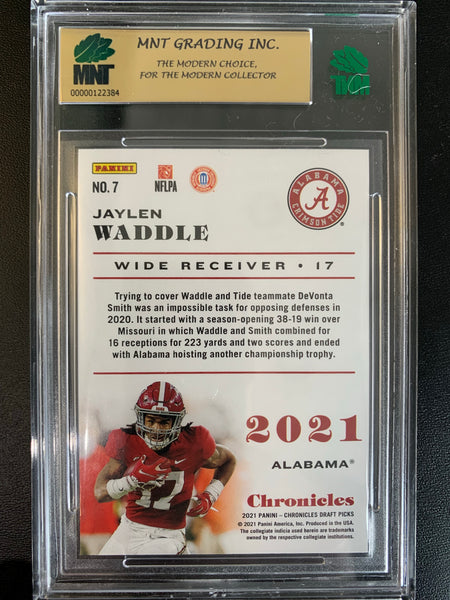 MNT GRADING INC.
THE MODERN CHOICE,
FOR THE MODERN COLLECTOR
MNT
00000122384
PANINI
NO. 7
NFLPA
ALABAMA
A
CRIMSON TIDE
JAYLEN
WADDLE
WIDE RECEIVER • 17
Trying to cover Waddle and Tide teammate DeVonta
Smith was an impossible task for opposing defenses in
2020. It started with a season-opening 38-19 win over
Missouri in which Waddle and Smith combined for
16 receptions for 223 yards and two scores and ended
with Alabama hoisting another championship trophy.
17
2021
ALABAMA®
Chronicles
2021 PANINI – CHRONICLES DRAFT PICKS
© 2021 Panini America, Inc. Produced in the USA.
The collegiate indicia used herein are trademarks
owned by the respective collegiate institutions.